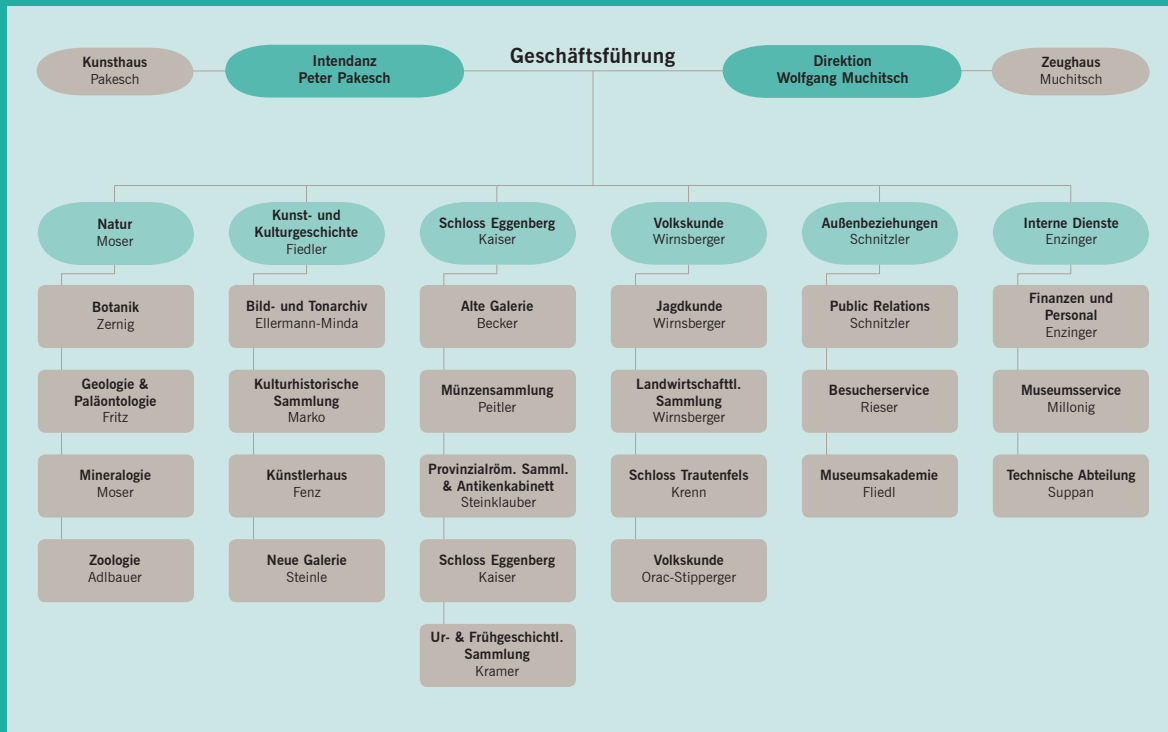 Geschäftsführung
Kunsthaus
Pakesch
Intendanz
Peter Pakesch
Direktion
Wolfgang Muchitsch
Zeughaus
Muchitsch
Natur
Moser
Botanik
Zernig
Geologie &
Paläontologie
Fritz
Mineralogie
Moser
Zoologie
Adlbauer
Kunst- und
Kulturgeschichte
Fiedler
Bild- und Tonarchiv
Ellermann-Minda
Kulturhistorische
Sammlung
Marko
Künstlerhaus
Fenz
Neue Galerie
Steinle
Schloss Eggenberg
Kaiser
Alte Galerie
Becker
Münzensammlung
Peitler
Provinzialröm. Samml.
& Antikenkabinett
Steinklauber
Schloss Eggenberg
Kaiser
Ur- & Frühgeschichtl.
Sammlung
Kramer
Volkskunde
Wirnsberger
Jagdkunde
Wirnsberger
Landwirtschafttl.
Sammlung
Wirnsberger
Schloss Trautenfels
Krenn
Volkskunde
Orac-Stipperger
Außenbeziehungen
Schnitzler
Public Relations
Schnitzler
Besucherservice
Rieser
Museumsakademie
Fliedl
Interne Dienste
Enzinger
Finanzen und
Personal
Enzinger
Museumsservice
Millonig
Technische Abteilung
Suppan